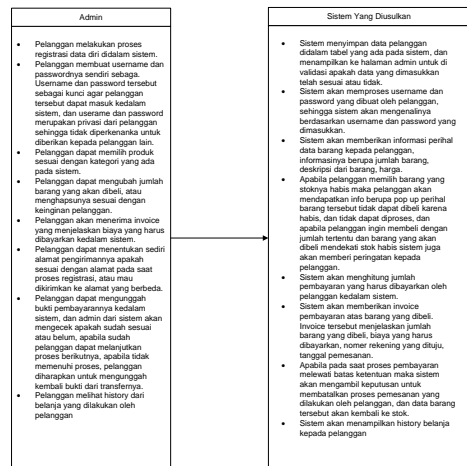 Admin
• Pelanggan melakukan proses
registrasi data diri didalam sistem.
• Pelanggan membuat username dan
passwordnya sendiri sebaga.
Username dan password tersebut
sebagai kunci agar pelanggan
tersebut dapat masuk kedalam
sistem, dan userame dan password
merupakan privasi dari pelanggan
sehingga tidak diperkenanka untuk
diberikan kepada pelanggan lain.
• Pelanggan dapat memilih produk
sesuai dengan kategori yang ada
pada sistem.
• Pelanggan dapat mengubah jumlah
barang yang akan dibeli, atau
menghapusnya sesuai dengan
keinginan pelanggan.
• Pelanggan akan menerima invoice
yang menjelaskan biaya yang harus
dibayarkan kedalam sistem.
• Pelanggan dapat menentukan sediri
alamat pengirimannya apakah
sesuai dengan alamat pada saat
proses registrasi, atau mau
dikirimkan ke alamat yang berbeda.
• Pelanggan dapat mengunggah
bukti pembayarannya kedalam
sistem, dan admin dari sistem akan
mengecek apakah sudah sesuai
atau belum, apabila sudah
pelanggan dapat melanjutkan
proses berikutnya, apabila tidak
memenuhi proses, pelanggan
diharapkan untuk mengunggah
kembali bukti dari transfernya.
• Pelanggan melihat history dari
belanja yang dilakukan oleh
pelanggan
Sistem Yang Diusulkan
• Sistem menyimpan data pelanggan
didalam tabel yang ada pada sistem, dan
menampilkan ke halaman admin untuk di
validasi apakah data yang dimasukkan
telah sesuai atau tidak.
• Sistem akan memproses username dan
password yang dibuat oleh pelanggan,
sehingga sistem akan mengenalinya
berdasarkan username dan password yang
dimasukkan.
• Sistem akan memberikan informasi perihal
data barang kepada pelanggan,
informasinya berupa jumlah barang,
deskripsi dari barang, harga.
• Apabila pelanggan memilih barang yang
stoknya habis maka pelanggan akan
mendapatkan info berupa pop up perihal
barang tersebut tidak dapat dibeli karena
habis, dan tidak dapat diproses, dan
apabila pelanggan ingin membeli dengan
jumlah tertentu dan barang yang akan
dibeli mendekati stok habis sistem juga
akan memberi peringatan kepada
pelanggan.
• Sistem akan menghitung jumlah
pembayaran yang harus dibayarkan oleh
pelanggan kedalam sistem.
• Sistem akan memberikan invoice
pembayaran atas barang yang dibeli.
Invoice tersebut menjelaskan jumlah
barang yang dibeli, biaya yang harus
dibayarkan, nomer rekening yang dituju,
tanggal pemesanan.
• Apabila pada saat proses pembayaran
melewati batas ketentuan maka sistem
akan mengambil keputusan untuk
membatalkan proses pemesanan yang
dilakukan oleh pelanggan, dan data barang
tersebut akan kembali ke stok.
• Sistem akan menampilkan history belanja
kepada pelanggan